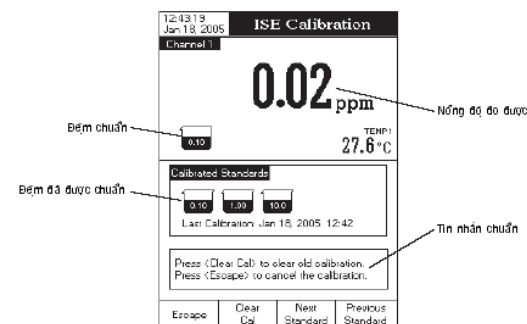 12:43:19
Jan 18, 2005
ISE Calibration
Channel 1
0.02 ppm
Nồng độ đo được
Đệm chuẩn
0.10
TEMP1
27.6°C
Calibrated Standards
Đệm đã được chuẩn
0.10 1.00 10.0
Last Calibration: Jan 18, 2005 12:42
Tin nhắn chuẩn
Press <Clear Cal> to clear old calibration.
Press <Escape> to cancel the calibration.
Escape
Clear Cal
Next Standard
Previous Standard